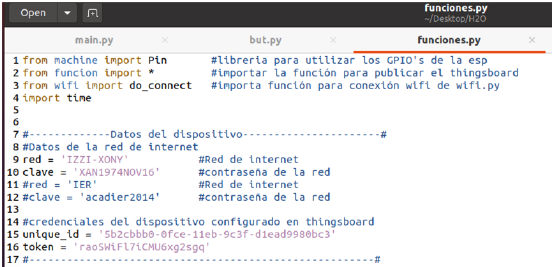 Open
funciones.py
~/Desktop/H2O
main.py
but.py
funciones.py
1 from machine import Pin #libreria para utilizar los GPIO's de la esp
2 from funcion import * #importar la función para publicar el thingsboard
3 from wifi import do_connect #importa función para conexión wifi de wifi.py
4 import time
5
6
7 #-------------Datos del dispositivo----------------------#
8 #Datos de la red de internet
9 red = 'IZZI-XONY' #Red de internet
10 clave = 'XAN1974NOV16' #contraseña de la red
11 #red = 'IER' #Red de internet
12 #clave = 'acadier2014' #contraseña de la red
13
14 #credenciales del dispositivo configurado en thingsboard
15 unique_id = '5b2cbbb0-0fce-11eb-9c3f-d1ead9980bc3'
16 token = 'raoSWiFl7iCMU6xg2sgq'
17 #-------------------------------------------------------#